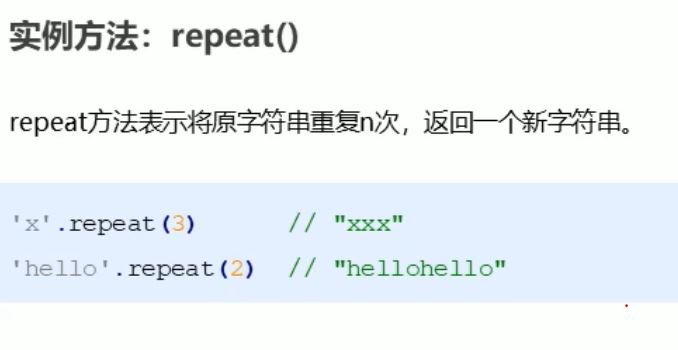 实例方法：repeat()
repeat方法表示将原字符串重复n次，返回一个新字符串。
'x'.repeat(3)      // "xxx"
'hello'.repeat(2)  // "hellohello"